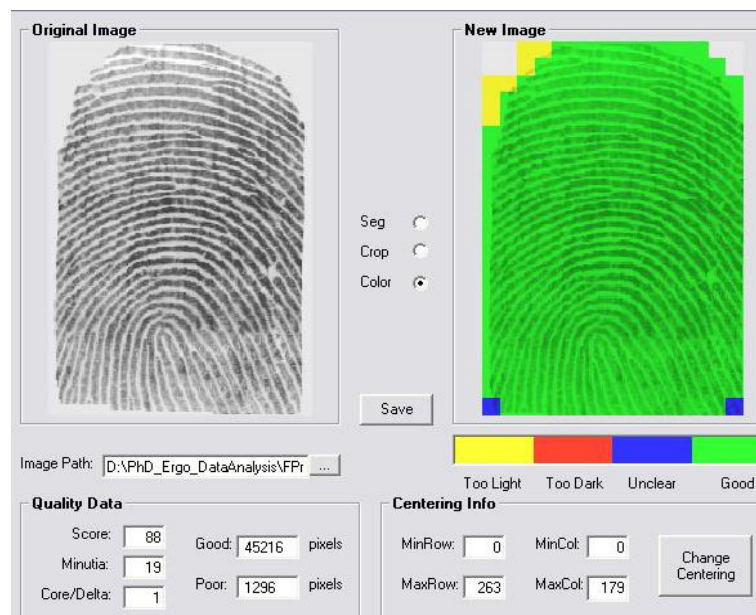 Original Image
New Image
Seg
Crop
Color
Save
Image Path: D:\PhD_Ergo_DataAnalysis\FPr ...
Too Light Too Dark Unclear Good
Quality Data
Score: 88
Minutia: 19
Core/Delta: 1
Good: 45216 pixels
Poor: 1296 pixels
Centering Info
MinRow: 0 MinCol: 0
MaxRow: 263 MaxCol: 179
Change
Centering